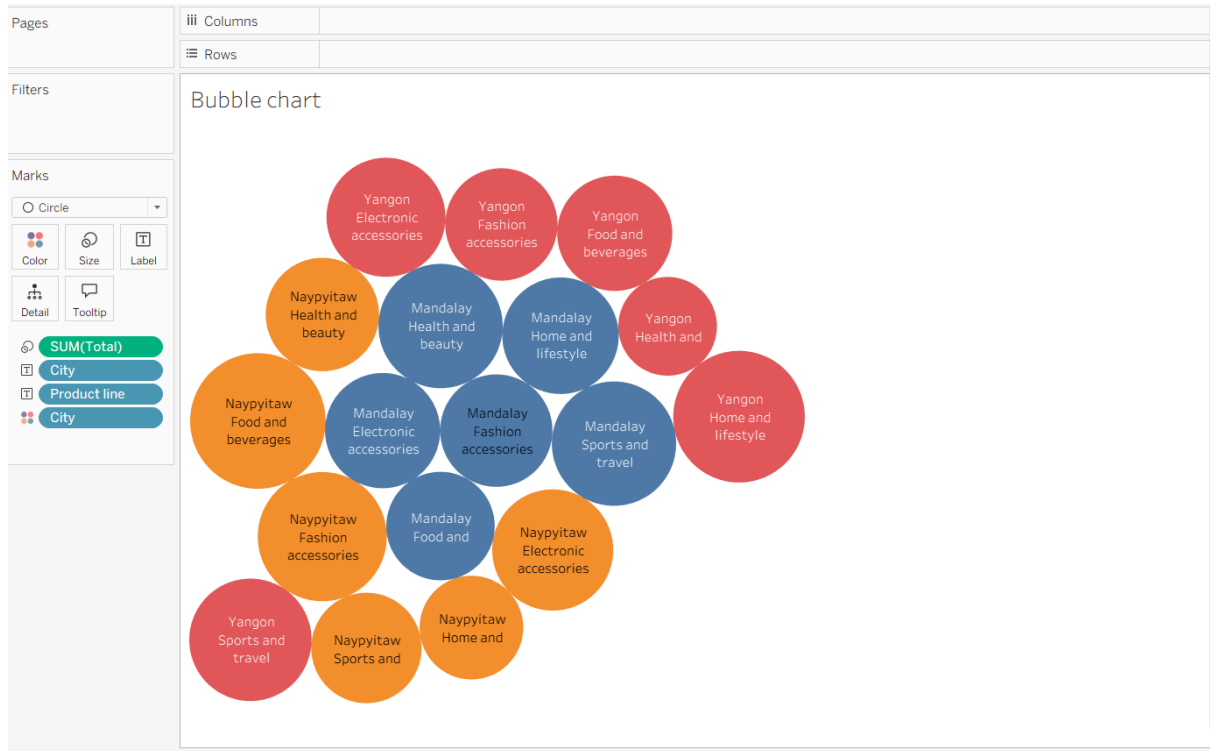 Pages
iii Columns
Rows
Filters
Bubble chart
Marks
Circle
Color
Size
Label
Detail
Tooltip
SUM(Total)
City
Product line
City
Yangon
Electronic
accessories
Yangon
Fashion
accessories
Yangon
Food and
beverages
Naypyitaw
Health and
beauty
Mandalay
Health and
beauty
Mandalay
Home and
lifestyle
Yangon
Health and
Naypyitaw
Food and
beverages
Mandalay
Electronic
accessories
Mandalay
Fashion
accessories
Mandalay
Sports and
travel
Yangon
Home and
lifestyle
Naypyitaw
Fashion
accessories
Mandalay
Food and
Naypyitaw
Electronic
accessories
Yangon
Sports and
travel
Naypyitaw
Sports and
Naypyitaw
Home and